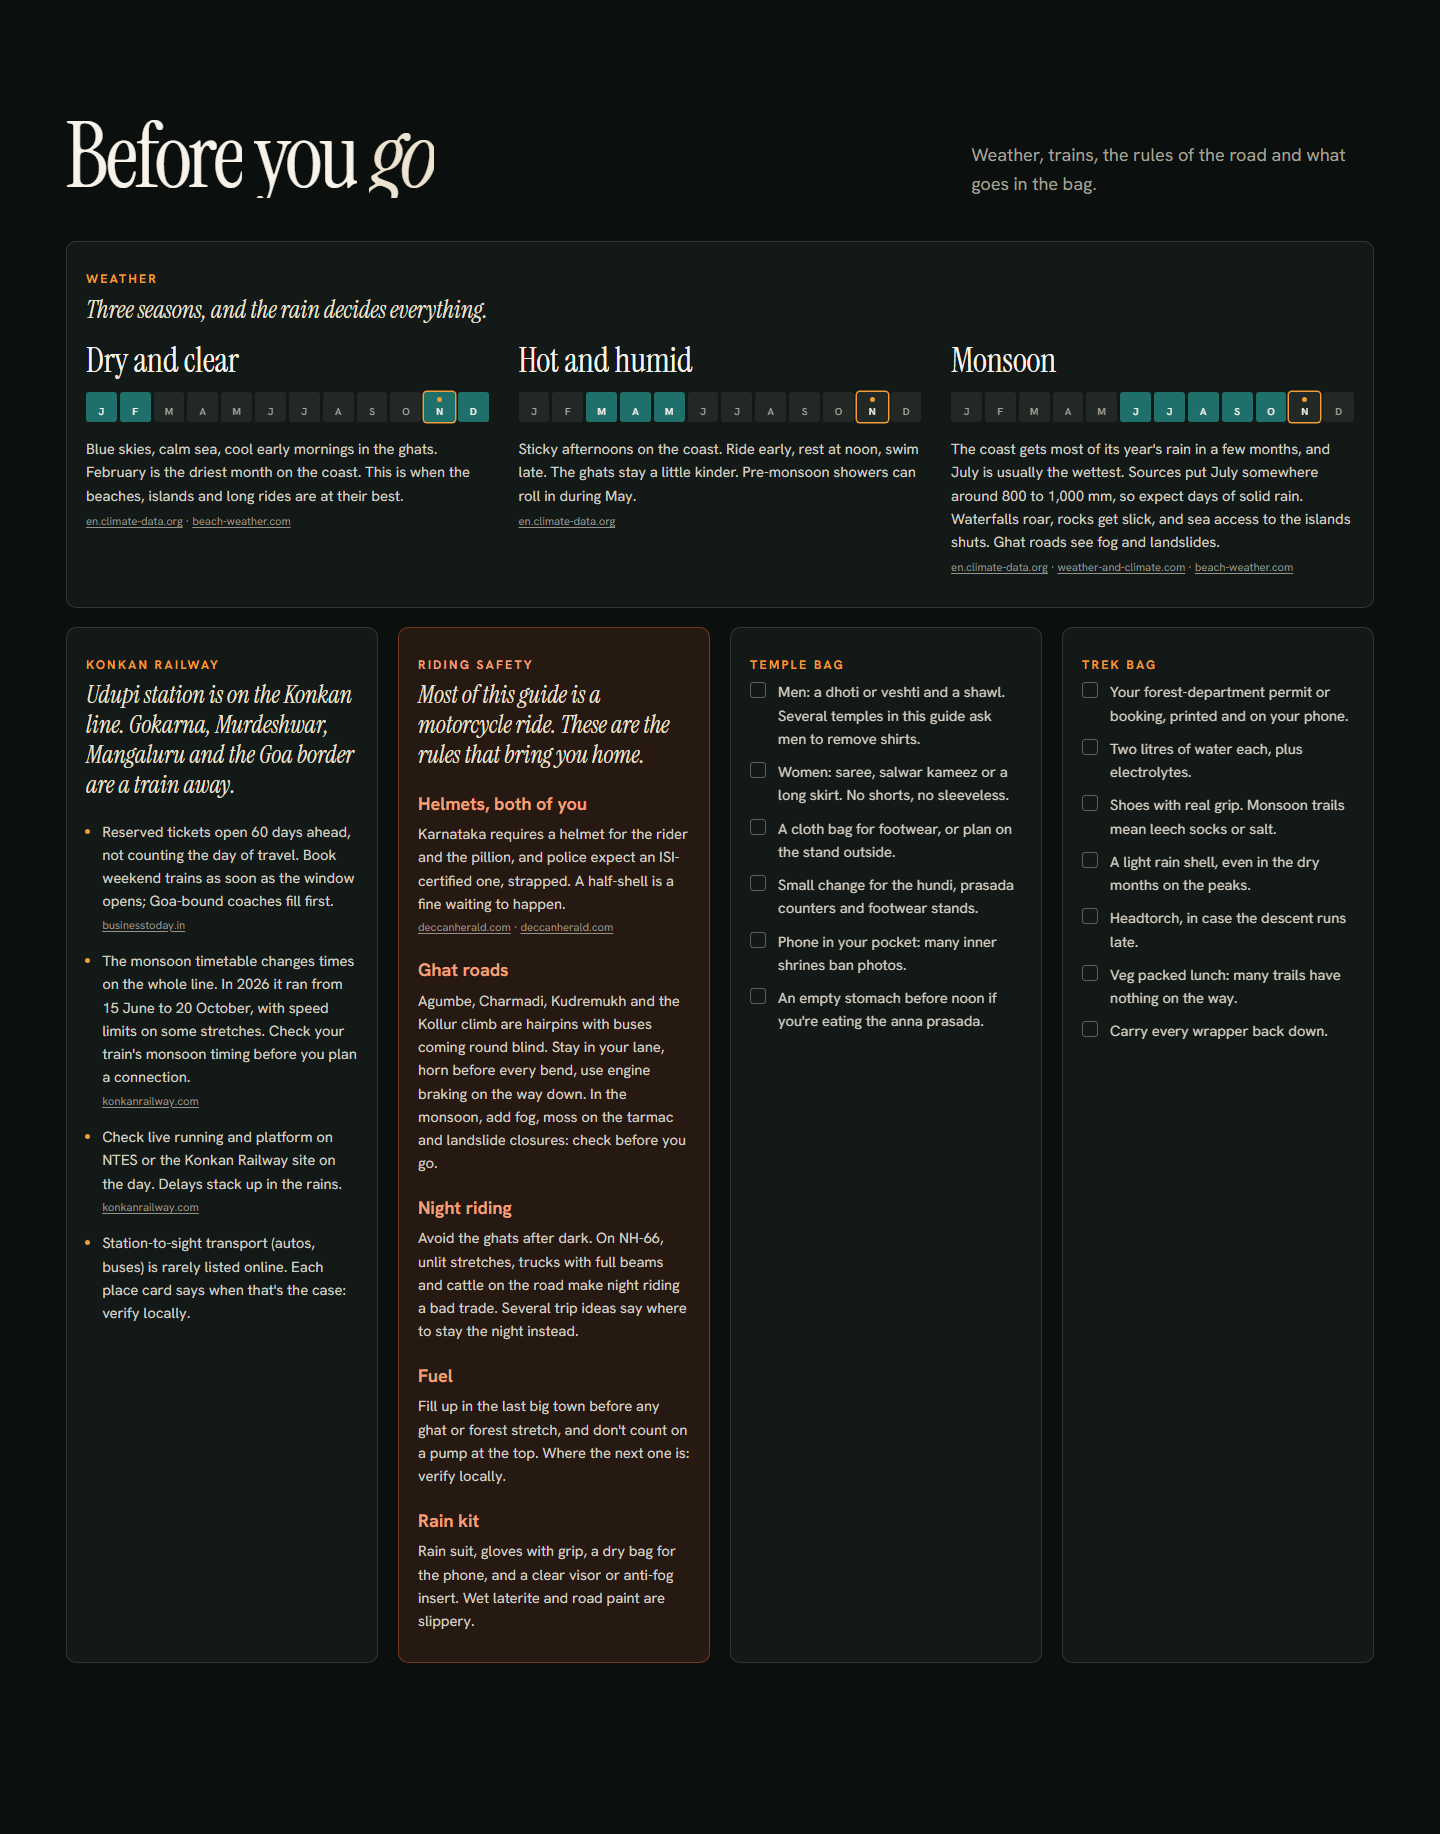 Before you go
Weather, trains, the rules of the road and what
goes in the bag.
WEATHER
Three seasons, and the rain decides everything.
Dry and clear
J F M A M J J A S O N D
Blue skies, calm sea, cool early mornings in the ghats.
February is the driest month on the coast. This is when the
beaches, islands and long rides are at their best.
en.climate-data.org · beach-weather.com
Hot and humid
J F M A M J J A S O N D
Sticky afternoons on the coast. Ride early, rest at noon, swim
late. The ghats stay a little kinder. Pre-monsoon showers can
roll in during May.
en.climate-data.org
Monsoon
J F M A M J J A S O N D
The coast gets most of its year's rain in a few months, and
July is usually the wettest. Sources put July somewhere
around 800 to 1,000 mm, so expect days of solid rain.
Waterfalls roar, rocks get slick, and sea access to the islands
shuts. Ghat roads see fog and landslides.
en.climate-data.org · weather-and-climate.com · beach-weather.com
KONKAN RAILWAY
Udupi station is on the Konkan
line. Gokarna, Murdeshwar,
Mangaluru and the Goa border
are a train away.
Reserved tickets open 60 days ahead,
not counting the day of travel. Book
weekend trains as soon as the window
opens; Goa-bound coaches fill first.
businesstoday.in
The monsoon timetable changes times
on the whole line. In 2026 it ran from
15 June to 20 October, with speed
limits on some stretches. Check your
train's monsoon timing before you plan
a connection.
konkanrailway.com
Check live running and platform on
NTES or the Konkan Railway site on
the day. Delays stack up in the rains.
konkanrailway.com
Station-to-sight transport (autos,
buses) is rarely listed online. Each
place card says when that's the case:
verify locally.
RIDING SAFETY
Most of this guide is a
motorcycle ride. These are the
rules that bring you home.
Helmets, both of you
Karnataka requires a helmet for the rider
and the pillion, and police expect an ISI-
certified one, strapped. A half-shell is a
fine waiting to happen.
deccanherald.com · deccanherald.com
Ghat roads
Agumbe, Charmadi, Kudremukh and the
Kollur climb are hairpins with buses
coming round blind. Stay in your lane,
horn before every bend, use engine
braking on the way down. In the
monsoon, add fog, moss on the tarmac
and landslide closures: check before you
go.
Night riding
Avoid the ghats after dark. On NH-66,
unlit stretches, trucks with full beams
and cattle on the road make night riding
a bad trade. Several trip ideas say where
to stay the night instead.
Fuel
Fill up in the last big town before any
ghat or forest stretch, and don't count on
a pump at the top. Where the next one is:
verify locally.
Rain kit
Rain suit, gloves with grip, a dry bag for
the phone, and a clear visor or anti-fog
insert. Wet laterite and road paint are
slippery.
TEMPLE BAG
Men: a dhoti or veshti and a shawl.
Several temples in this guide ask
men to remove shirts.
Women: saree, salwar kameez or a
long skirt. No shorts, no sleeveless.
A cloth bag for footwear, or plan on
the stand outside.
Small change for the hundi, prasada
counters and footwear stands.
Phone in your pocket: many inner
shrines ban photos.
An empty stomach before noon if
you're eating the anna prasada.
TREK BAG
Your forest-department permit or
booking, printed and on your phone.
Two litres of water each, plus
electrolytes.
Shoes with real grip. Monsoon trails
mean leech socks or salt.
A light rain shell, even in the dry
months on the peaks.
Headtorch, in case the descent runs
late.
Veg packed lunch: many trails have
nothing on the way.
Carry every wrapper back down.